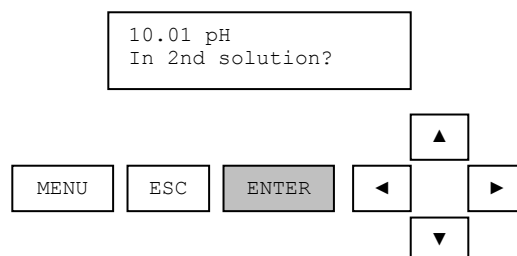 10.01 pH
In 2nd solution?
▲
MENU ESC ENTER ◄ ►
▼